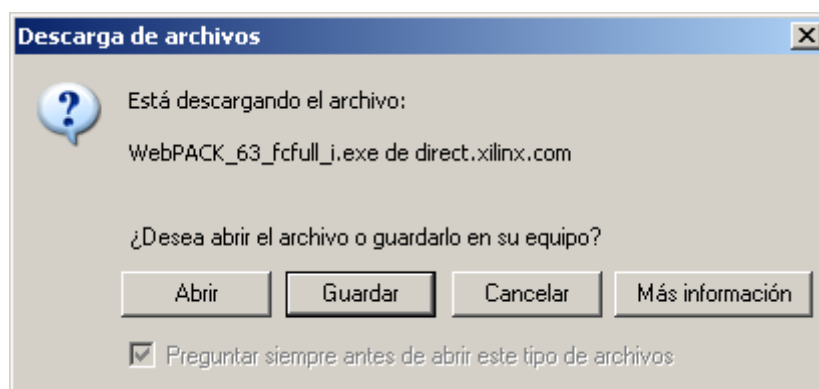 Descarga de archivos
Está descargando el archivo:
WebPACK_63_fcfull_i.exe de direct.xilinx.com
¿Desea abrir el archivo o guardarlo en su equipo?
Abrir Guardar Cancelar Más información
Preguntar siempre antes de abrir este tipo de archivos